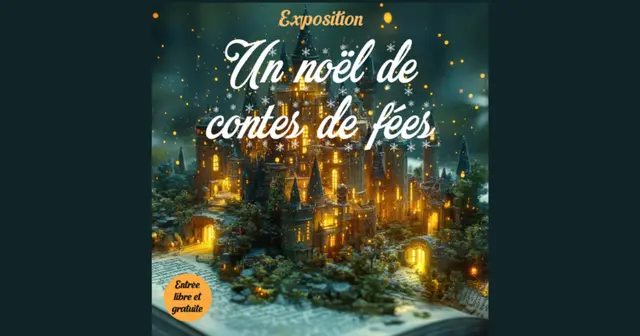 Exposition
Un noël de
contes de fées
Entrée
libre et
gratuite